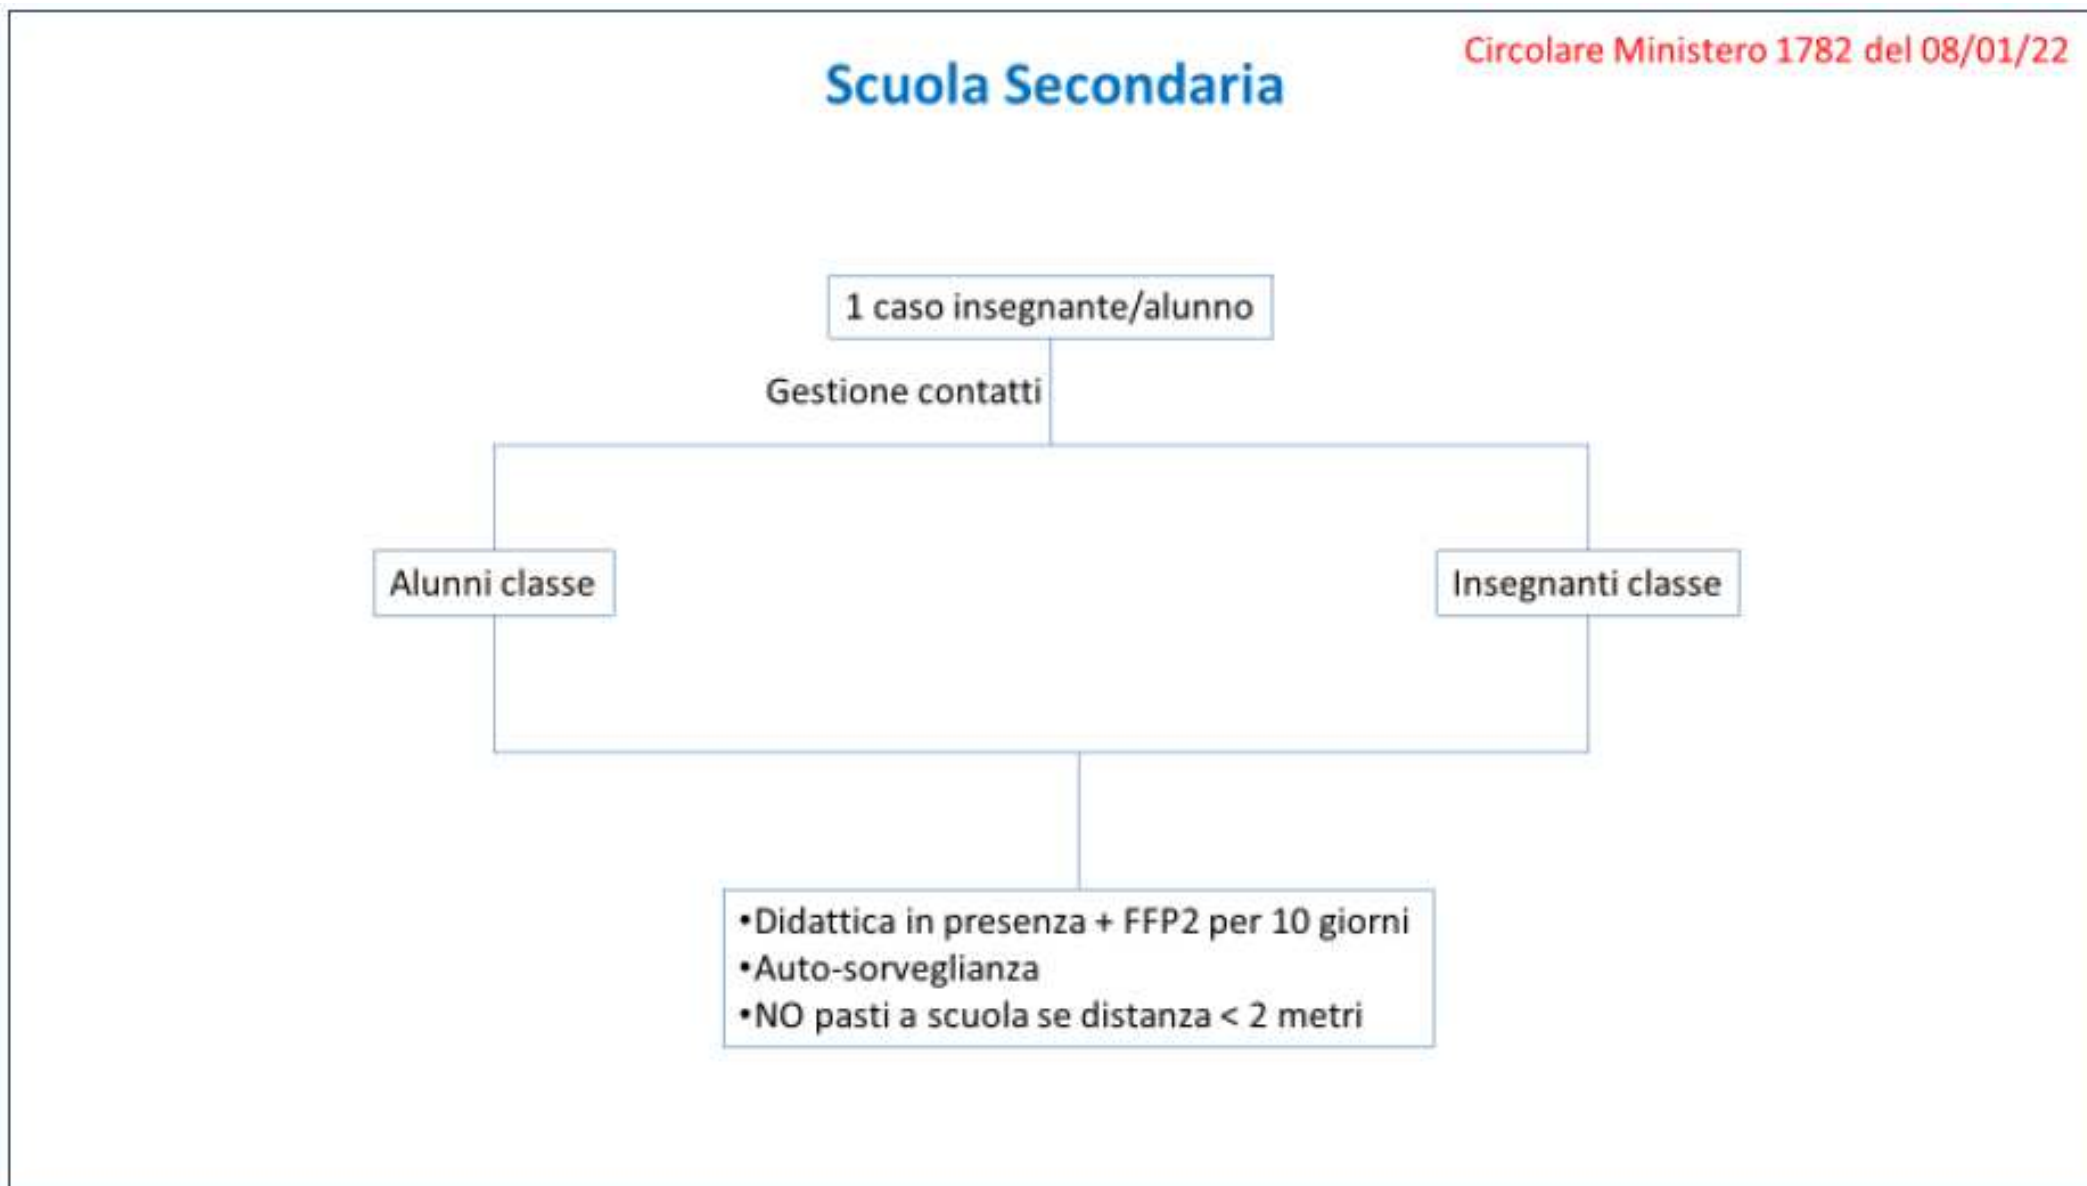 Circolare Ministero 1782 del 08/01/22
Scuola Secondaria
1 caso insegnante/alunno
Gestione contatti
Alunni classe
Insegnanti classe
•Didattica in presenza + FFP2 per 10 giorni
•Auto-sorveglianza
•NO pasti a scuola se distanza < 2 metri